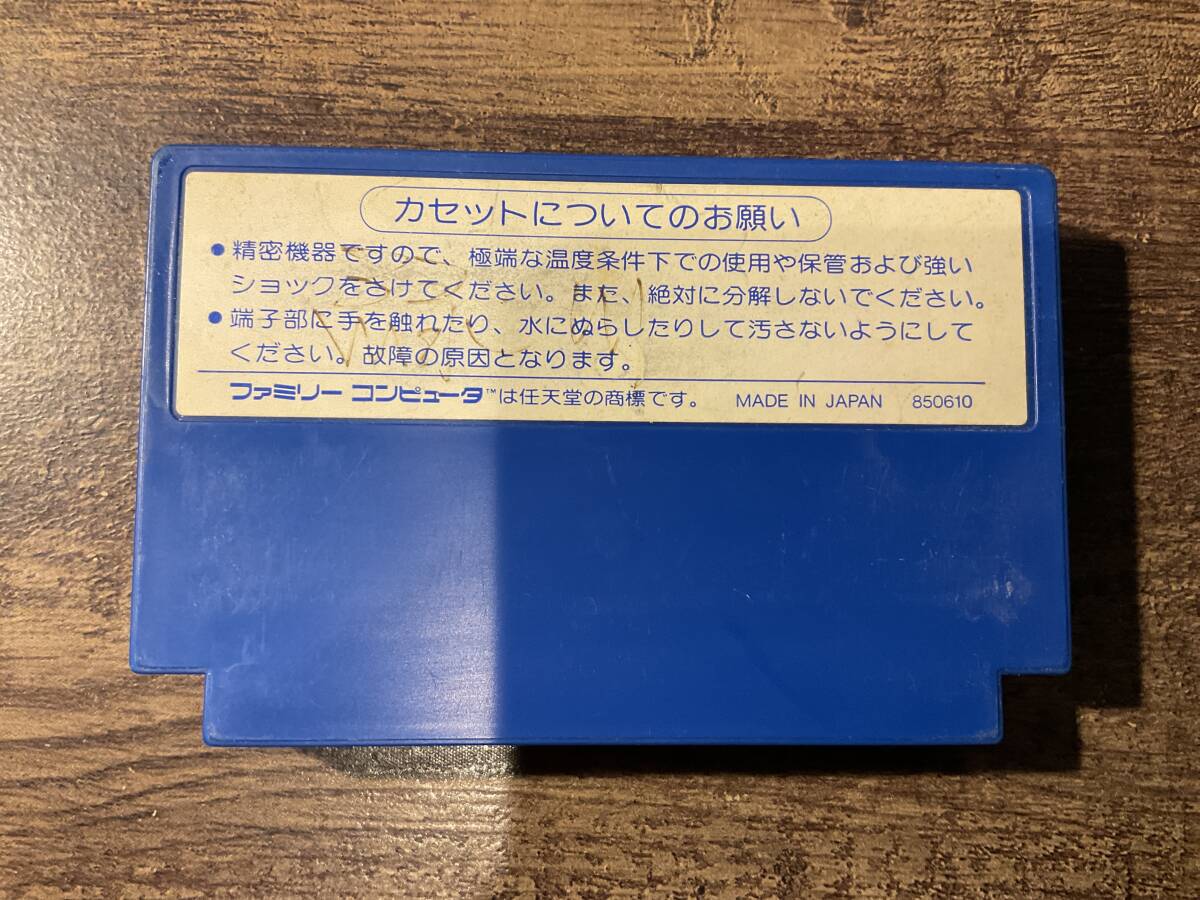 カセットについてのお願い
●精密機器ですので、極端な温度条件下での使用や保管および強い
ショックをさけてください。また、絶対に分解しないでください。
●端子部に手を触れたり、水にぬらしたりして汚さないようにして
ください。故障の原因となります。
ファミリー コンピュータ™は任天堂の商標です。 MADE IN JAPAN 850610